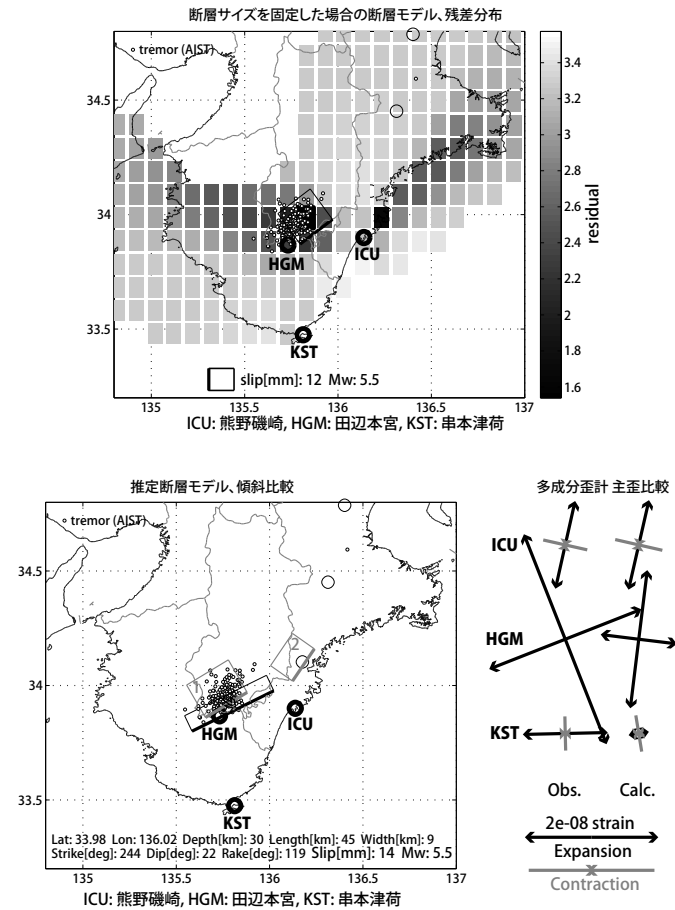 断層サイズを固定した場合の断層モデル、残差分布
tremor (AIST)
34.5
34
33.5
HGM
ICU
KST
slip[mm]: 12 Mw: 5.5
135
135.5
136
136.5
137
ICU: 熊野磯崎, HGM: 田辺本宮, KST: 串本津荷
3.4
3.2
3
2.8
2.6
2.4
2.2
2
1.8
1.6
residual
推定断層モデル、傾斜比較
tremor (AIST)
34.5
34
33.5
1
2
HGM
ICU
KST
Lat: 33.98 Lon: 136.02 Depth[km]: 30 Length[km]: 45 Width[km]: 9
Strike[deg]: 244 Dip[deg]: 22 Rake[deg]: 119 Slip[mm]: 14 Mw: 5.5
135
135.5
136
136.5
137
ICU: 熊野磯崎, HGM: 田辺本宮, KST: 串本津荷
多成分歪計 主歪比較
ICU
HGM
KST
Obs.
Calc.
2e-08 strain
Expansion
Contraction